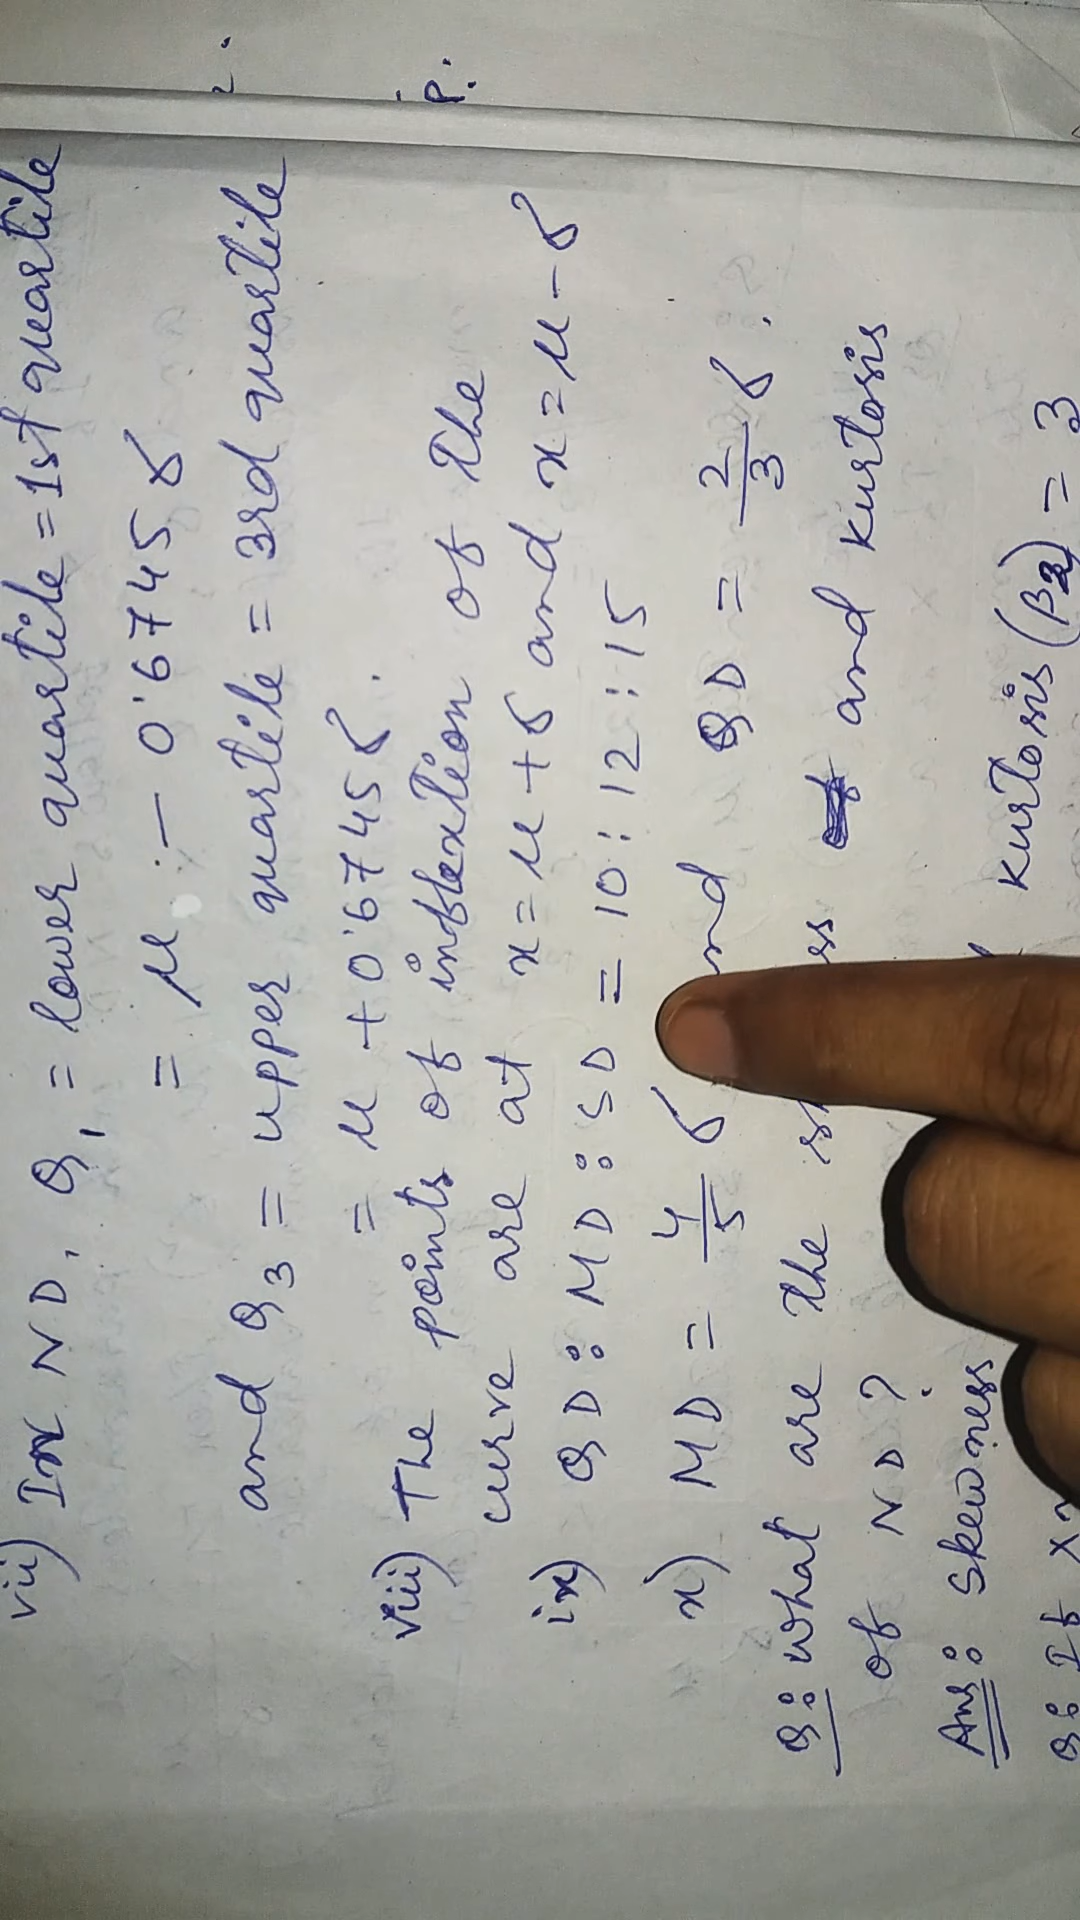 vii) In ND, Q₁ = lower quartile = 1st quartile
= μ - 0.6745 σ
and Q₃ = upper quartile = 3rd quartile
= μ + 0.6745 σ.
viii) The points of inflexion of the
curve are at x = μ + σ and x = μ - σ
ix) QD : MD : SD = 10 : 12 : 15
x) MD = 4/5 σ and QD = 2/3 σ.
Q: what are the and kurtosis
of ND?
Ans: Skewness kurtosis (β₂) = 3
Q: If X
p.